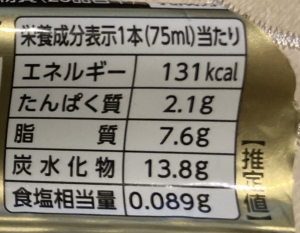 栄養成分表示1本(75ml)当たり
エネルギー 131kcal
たんぱく質 2.1g
脂質 7.6g
炭水化物 13.8g
食塩相当量 0.089g
【推定値】